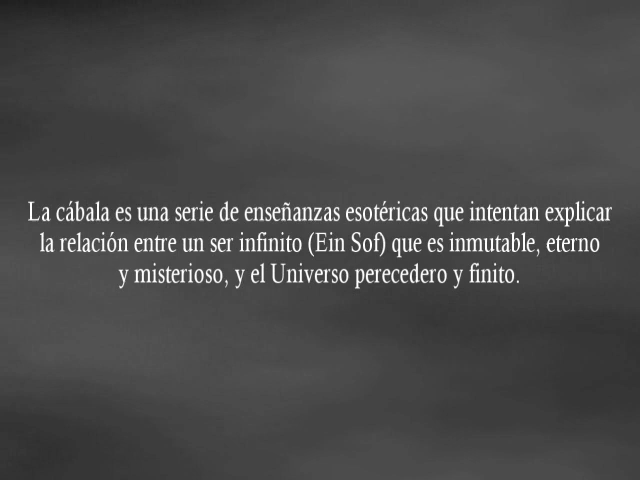 La cábala es una serie de enseñanzas esotéricas que intentan explicar
la relación entre un ser infinito (Ein Sof) que es inmutable, eterno
y misterioso, y el Universo perecedero y finito.